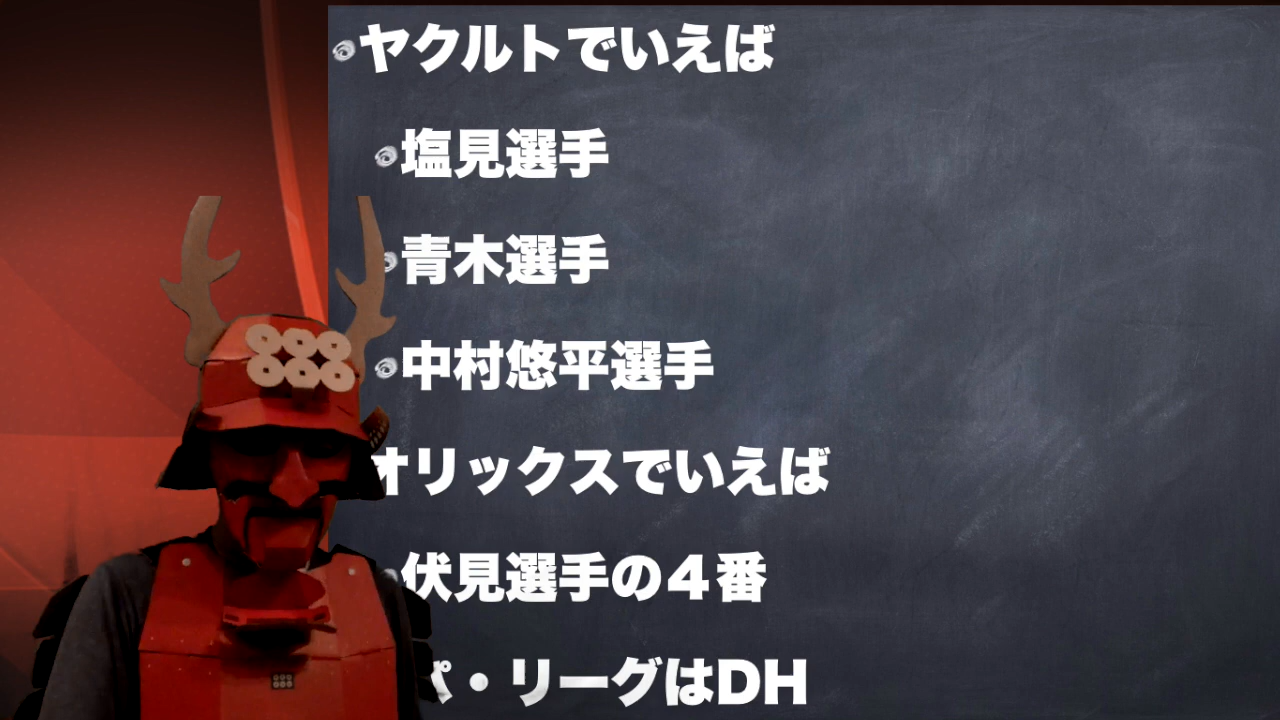 ヤクルトでいえば
塩見選手
青木選手
中村悠平選手
オリックスでいえば
伏見選手の４番
パ・リーグはDH